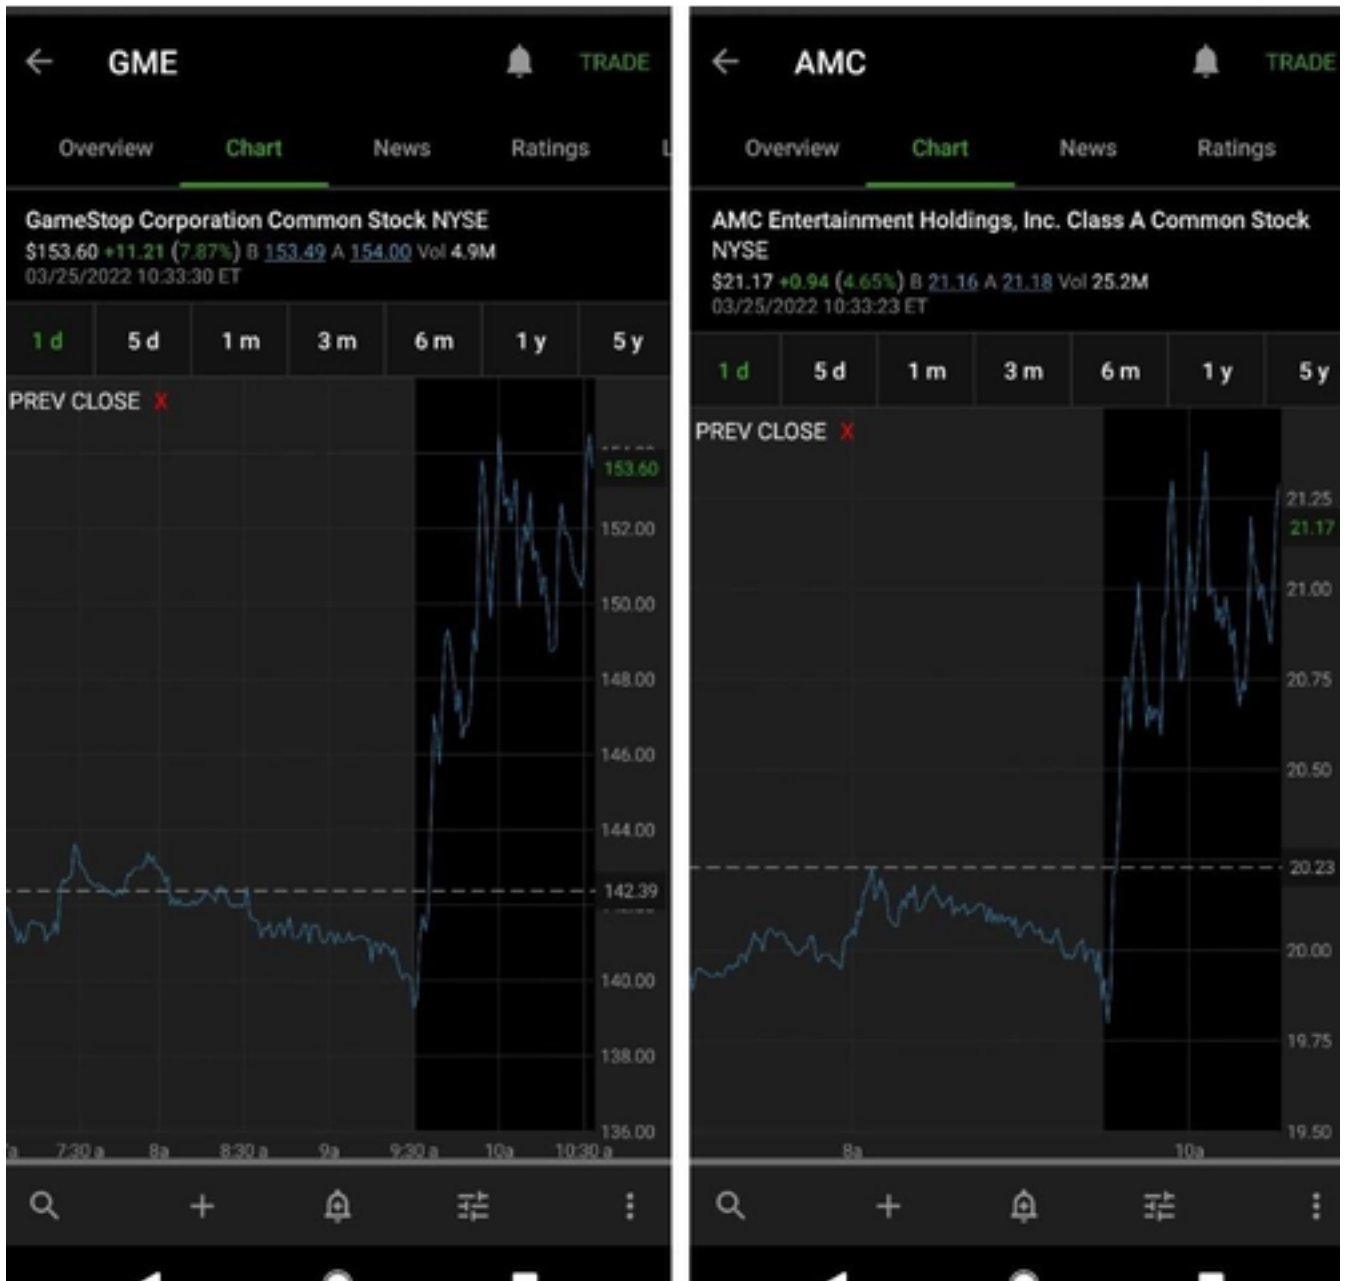 GME
TRADE
Overview Chart News Ratings L
GameStop Corporation Common Stock NYSE
$153.60 +11.21 (7.87%) B 153.49 A 154.00 Vol 4.9M
03/25/2022 10:33:30 ET
1 d 5 d 1 m 3 m 6 m 1 y 5 y
PREV CLOSE X
153.60
152.00
150.00
148.00
146.00
144.00
142.39
140.00
138.00
136.00
7:30 a 8a 8:30 a 9a 9:30 a 10a 10:30 a
AMC
TRADE
Overview Chart News Ratings
AMC Entertainment Holdings, Inc. Class A Common Stock
NYSE
$21.17 +0.94 (4.65%) B 21.16 A 21.18 Vol 25.2M
03/25/2022 10:33:23 ET
1 d 5 d 1 m 3 m 6 m 1 y 5 y
PREV CLOSE X
21.25
21.17
21.00
20.75
20.50
20.23
20.00
19.75
19.50
8a 10a